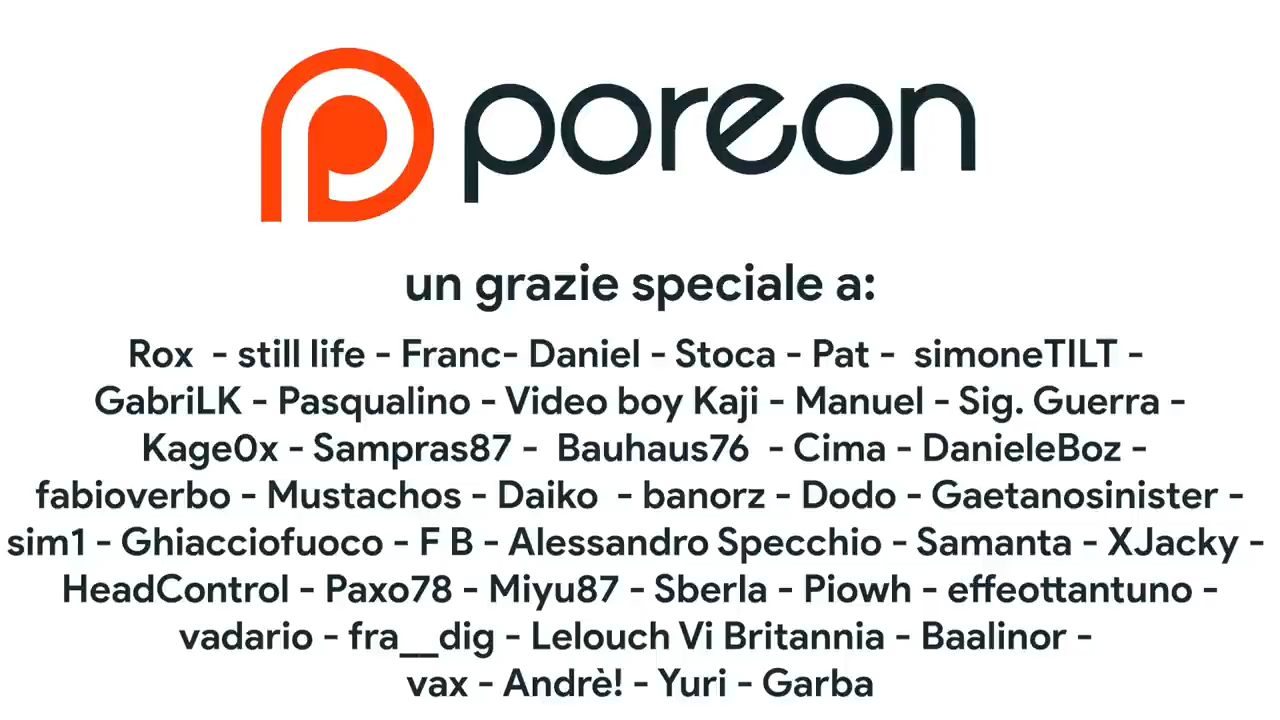 poreon
un grazie speciale a:
Rox - still life - Franc- Daniel - Stoca - Pat - simoneTILT -
GabriLK - Pasqualino - Video boy Kaji - Manuel - Sig. Guerra -
Kage0x - Sampras87 - Bauhaus76 - Cima - DanieleBoz -
fabioverbo - Mustachos - Daiko - banorz - Dodo - Gaetanosinister -
sim1 - Ghiacciofuoco - F B - Alessandro Specchio - Samanta - XJacky -
HeadControl - Paxo78 - Miyu87 - Sberla - Piowh - effeottantuno -
vadario - fra__dig - Lelouch Vi Britannia - Baalinor -
vax - Andrè! - Yuri - Garba